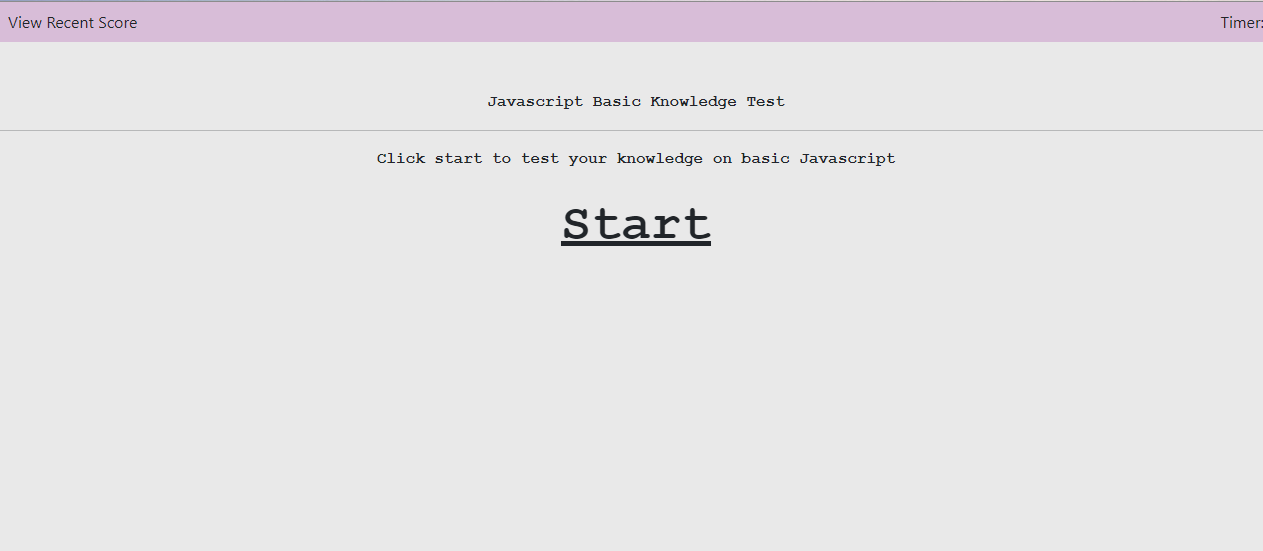 View Recent Score
Timer:
Javascript Basic Knowledge Test
Click start to test your knowledge on basic Javascript
Start